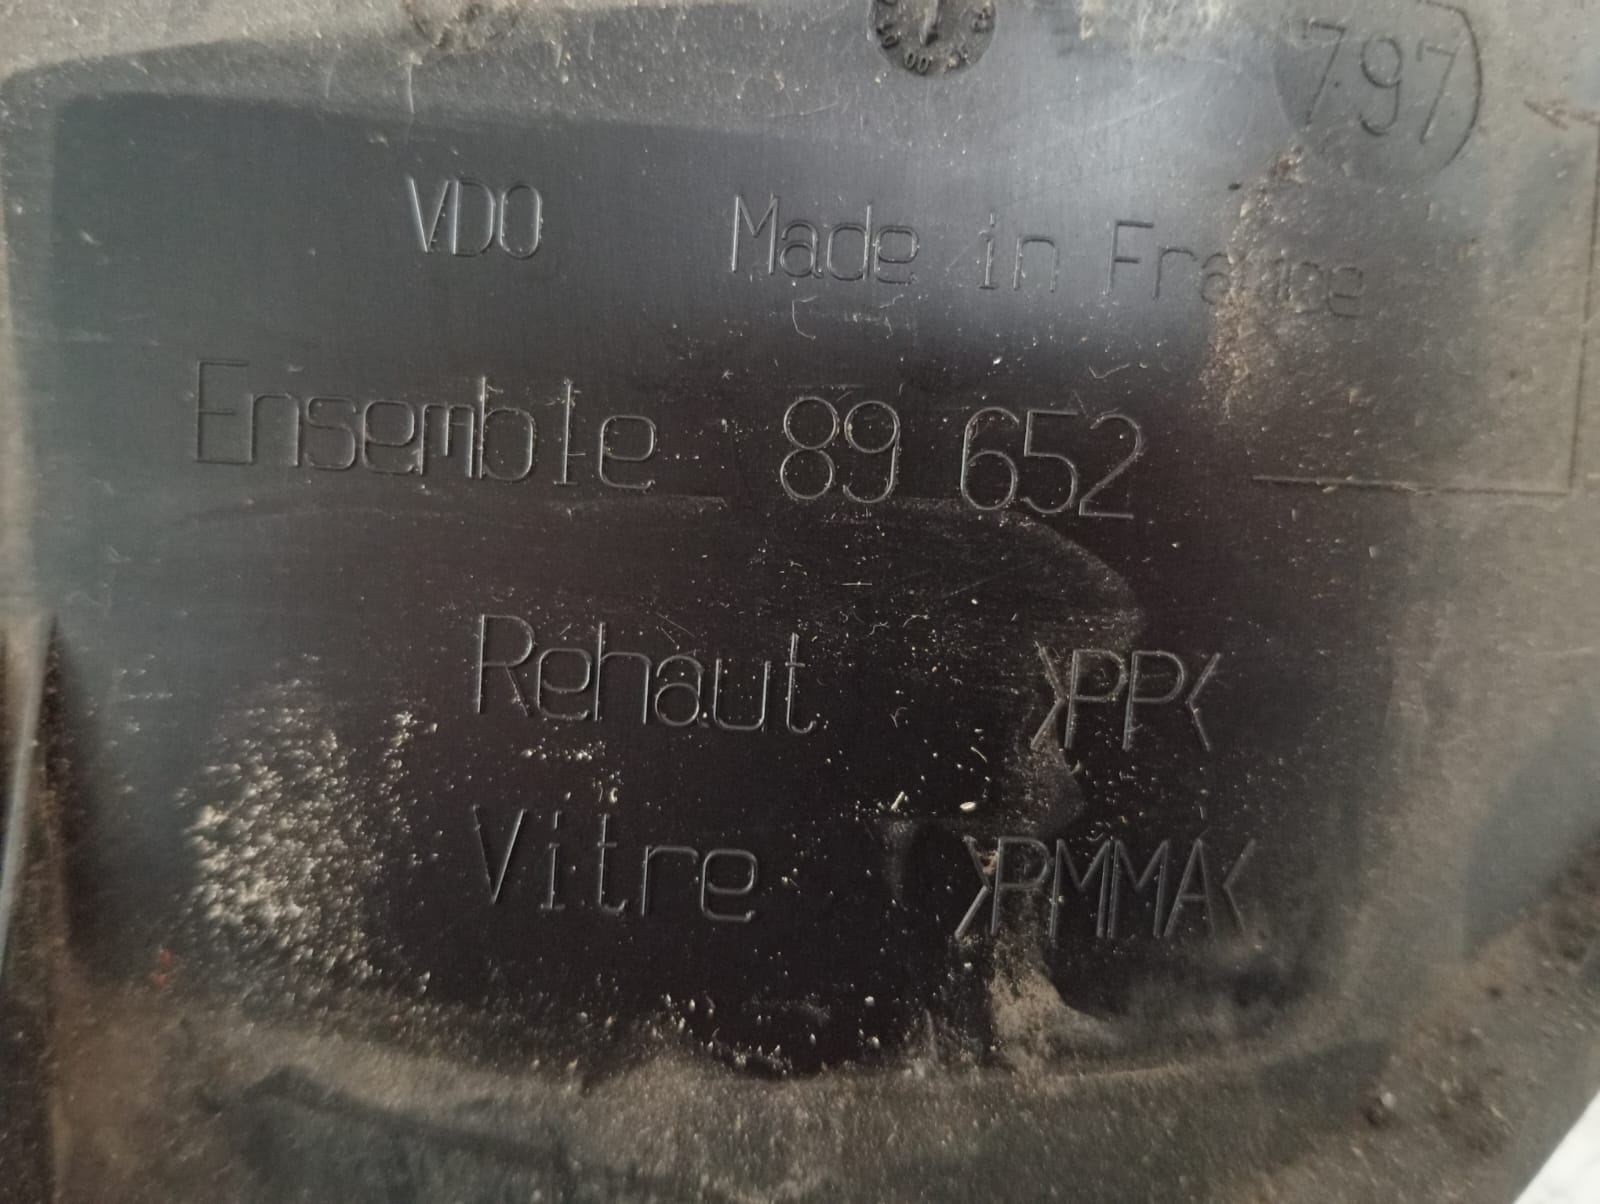 797
VDO Made in France
Ensemble 89 652
Rehaut >PP<
Vitre >PMMA<